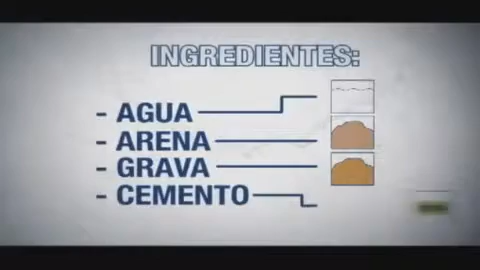 INGREDIENTES:
- AGUA
- ARENA
- GRAVA
- CEMENTO